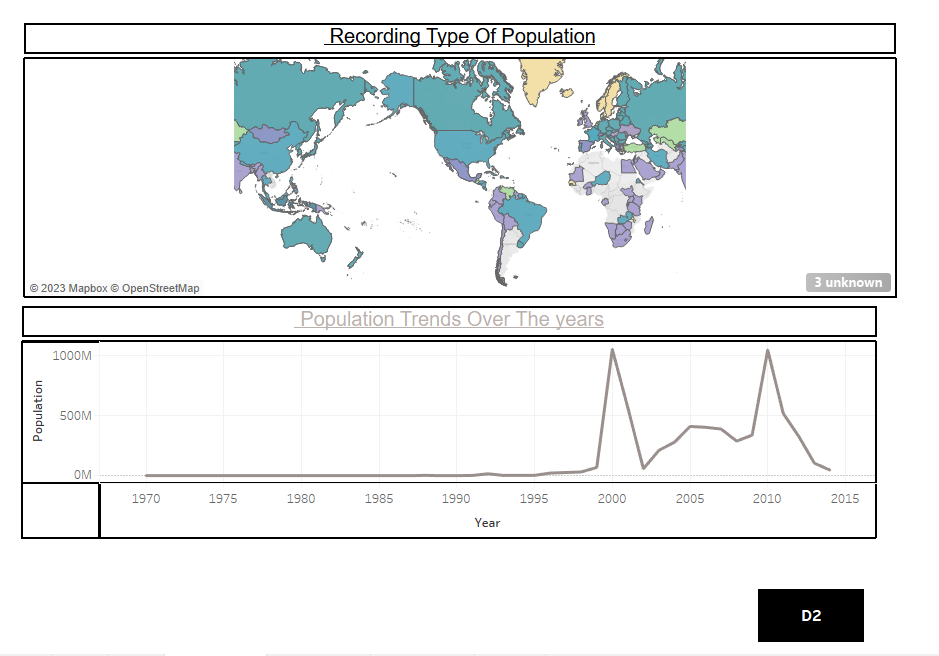 Recording Type Of Population
© 2023 Mapbox © OpenStreetMap
3 unknown
Population Trends Over The years
Population
1000M
500M
0M
1970 1975 1980 1985 1990 1995 2000 2005 2010 2015
Year
D2